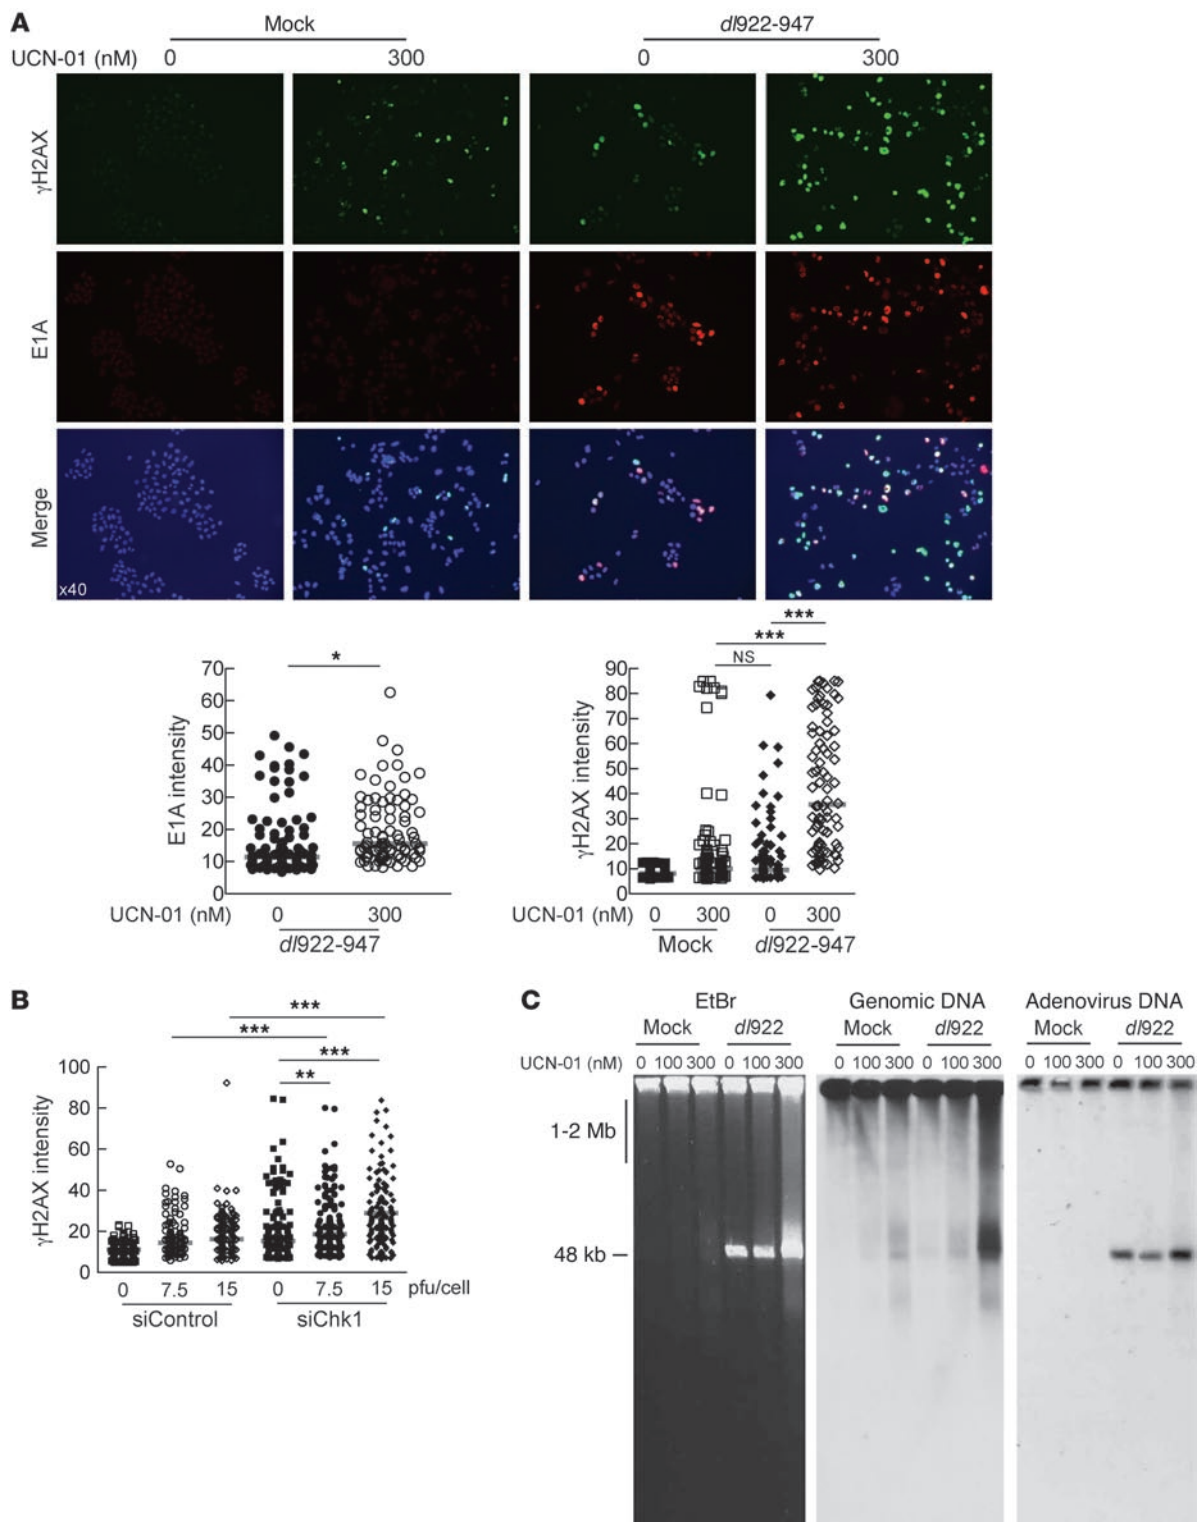 A
Mock
dl922-947
UCN-01 (nM)
0
300
0
300
γH2AX
E1A
Merge
x40
*
70
60
50
40
30
20
10
0
E1A intensity
UCN-01 (nM)
0
300
dl922-947
***
***
NS
90
80
70
60
50
40
30
20
10
0
γH2AX intensity
UCN-01 (nM)
0
300
0
300
Mock
dl922-947
B
***
***
***
**
100
80
60
40
20
0
γH2AX intensity
0
7.5
15
0
7.5
15
pfu/cell
siControl
siChk1
C
EtBr
Genomic DNA
Adenovirus DNA
Mock
dl922
Mock
dl922
Mock
dl922
UCN-01 (nM)
0 100 300 0 100 300
0 100 300 0 100 300
0 100 300 0 100 300
1-2 Mb
48 kb